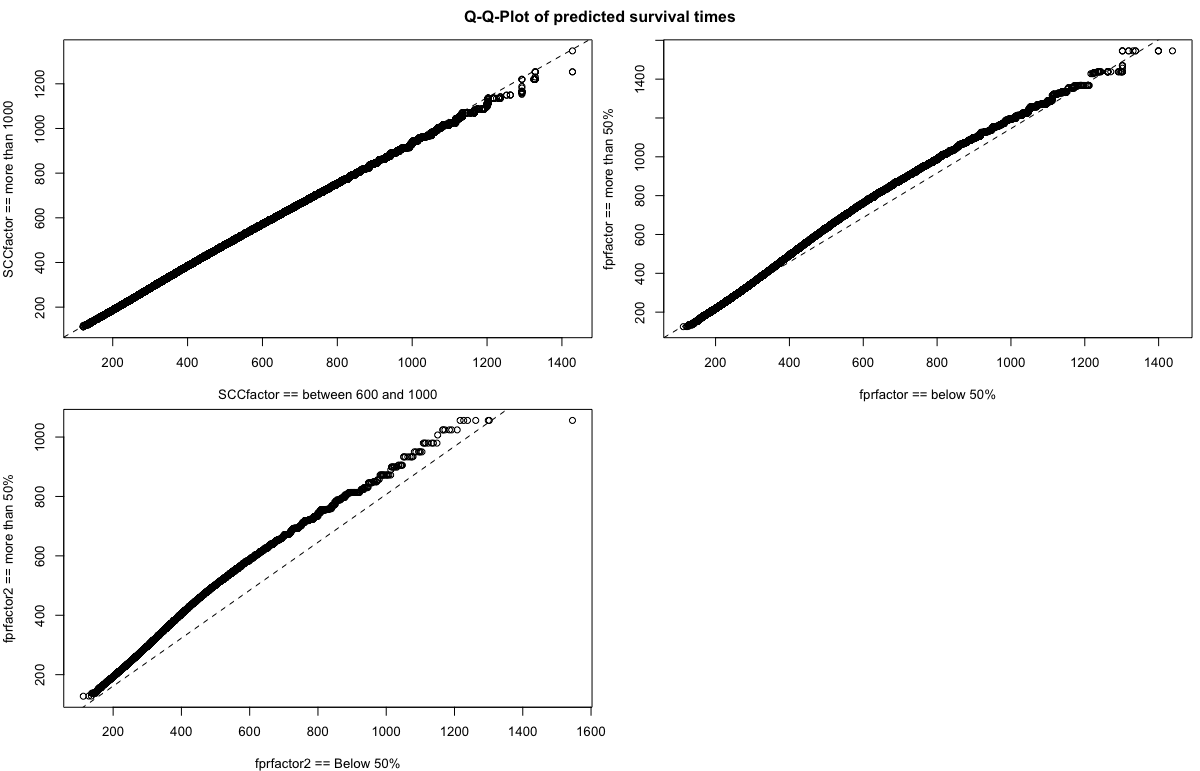 Q-Q-Plot of predicted survival times
SCCfactor == more than 1000
200 400 600 800 1000 1200
200 400 600 800 1000 1200 1400
SCCfactor == between 600 and 1000
fprfactor == more than 50%
200 400 600 800 1000 1400
200 400 600 800 1000 1200 1400
fprfactor == below 50%
fprfactor2 == more than 50%
200 400 600 800 1000
200 400 600 800 1000 1200 1400 1600
fprfactor2 == Below 50%